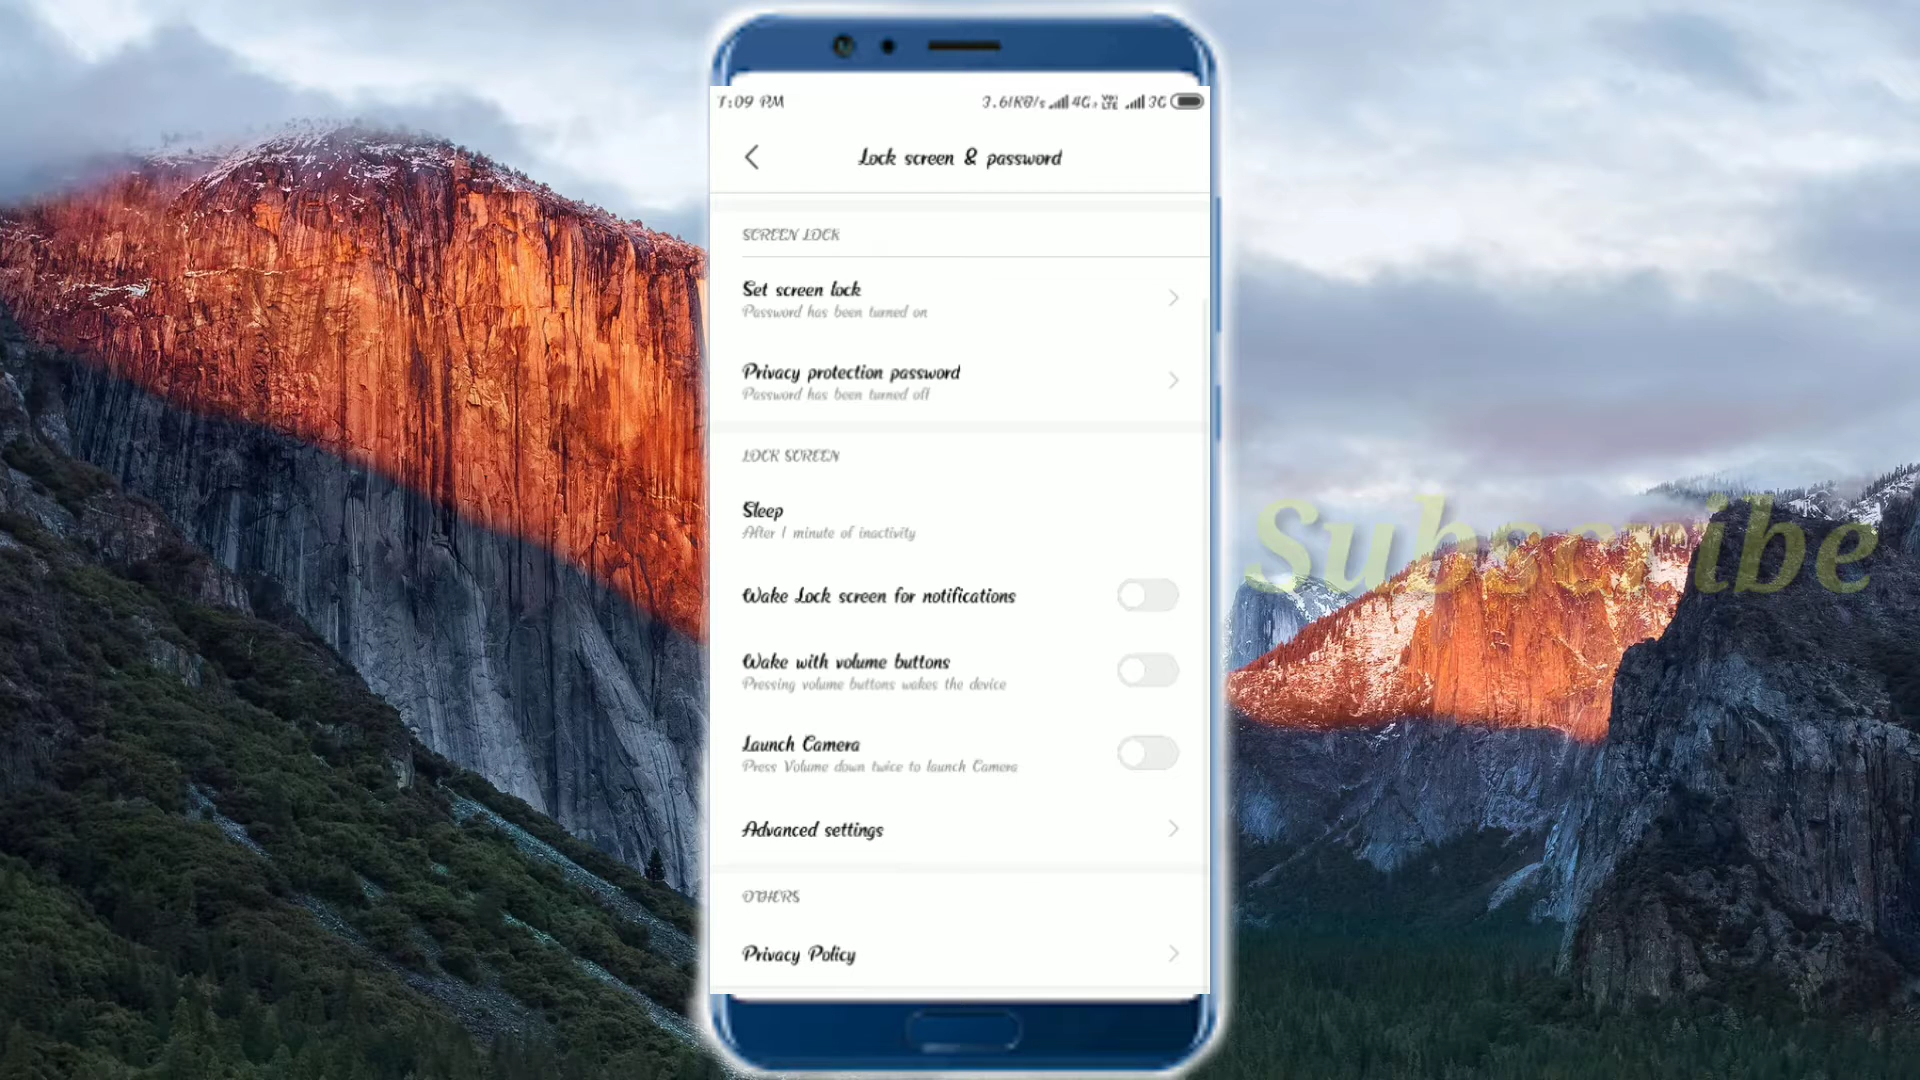 7:09 PM
3.61KB/s 4G VoLTE 3G
Lock screen & password
SCREEN LOCK
Set screen lock
Password has been turned on
Privacy protection password
Password has been turned off
LOCK SCREEN
Sleep
After 1 minute of inactivity
Wake Lock screen for notifications
Wake with volume buttons
Pressing volume buttons wakes the device
Launch Camera
Press Volume down twice to launch Camera
Advanced settings
OTHERS
Privacy Policy
Subscribe